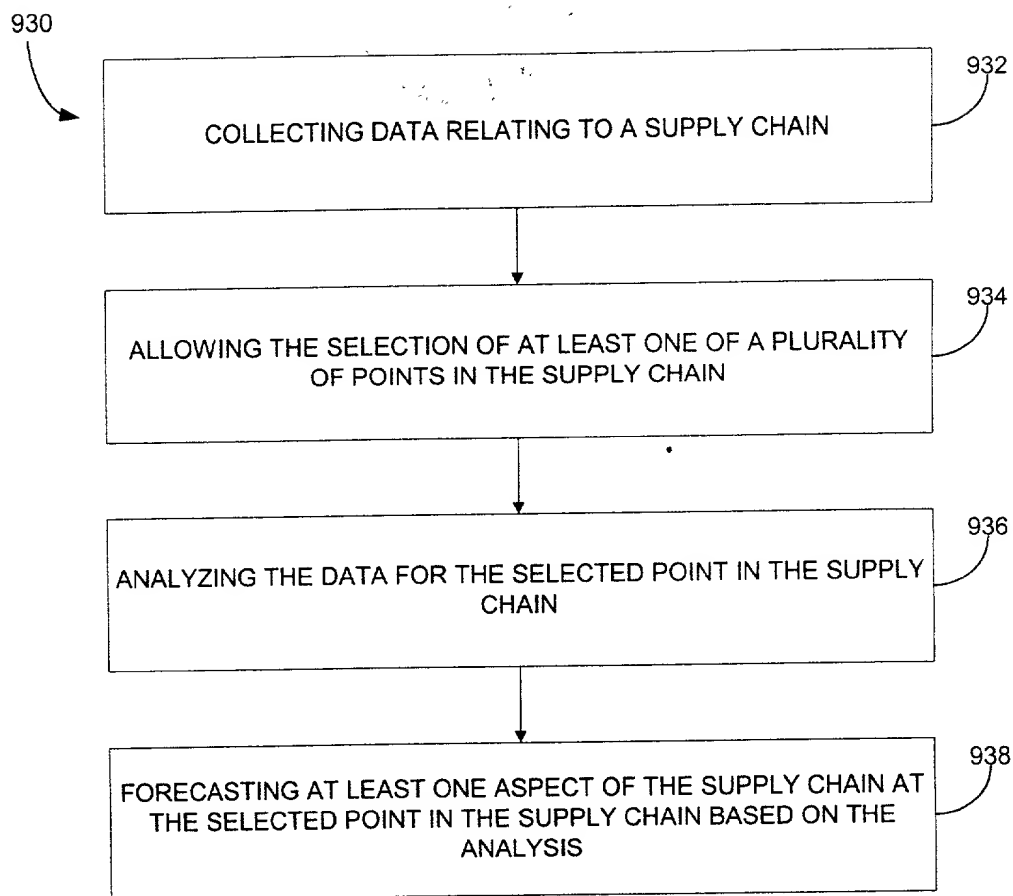 930
932
COLLECTING DATA RELATING TO A SUPPLY CHAIN
934
ALLOWING THE SELECTION OF AT LEAST ONE OF A PLURALITY
OF POINTS IN THE SUPPLY CHAIN
936
ANALYZING THE DATA FOR THE SELECTED POINT IN THE SUPPLY
CHAIN
938
FORECASTING AT LEAST ONE ASPECT OF THE SUPPLY CHAIN AT
THE SELECTED POINT IN THE SUPPLY CHAIN BASED ON THE
ANALYSIS